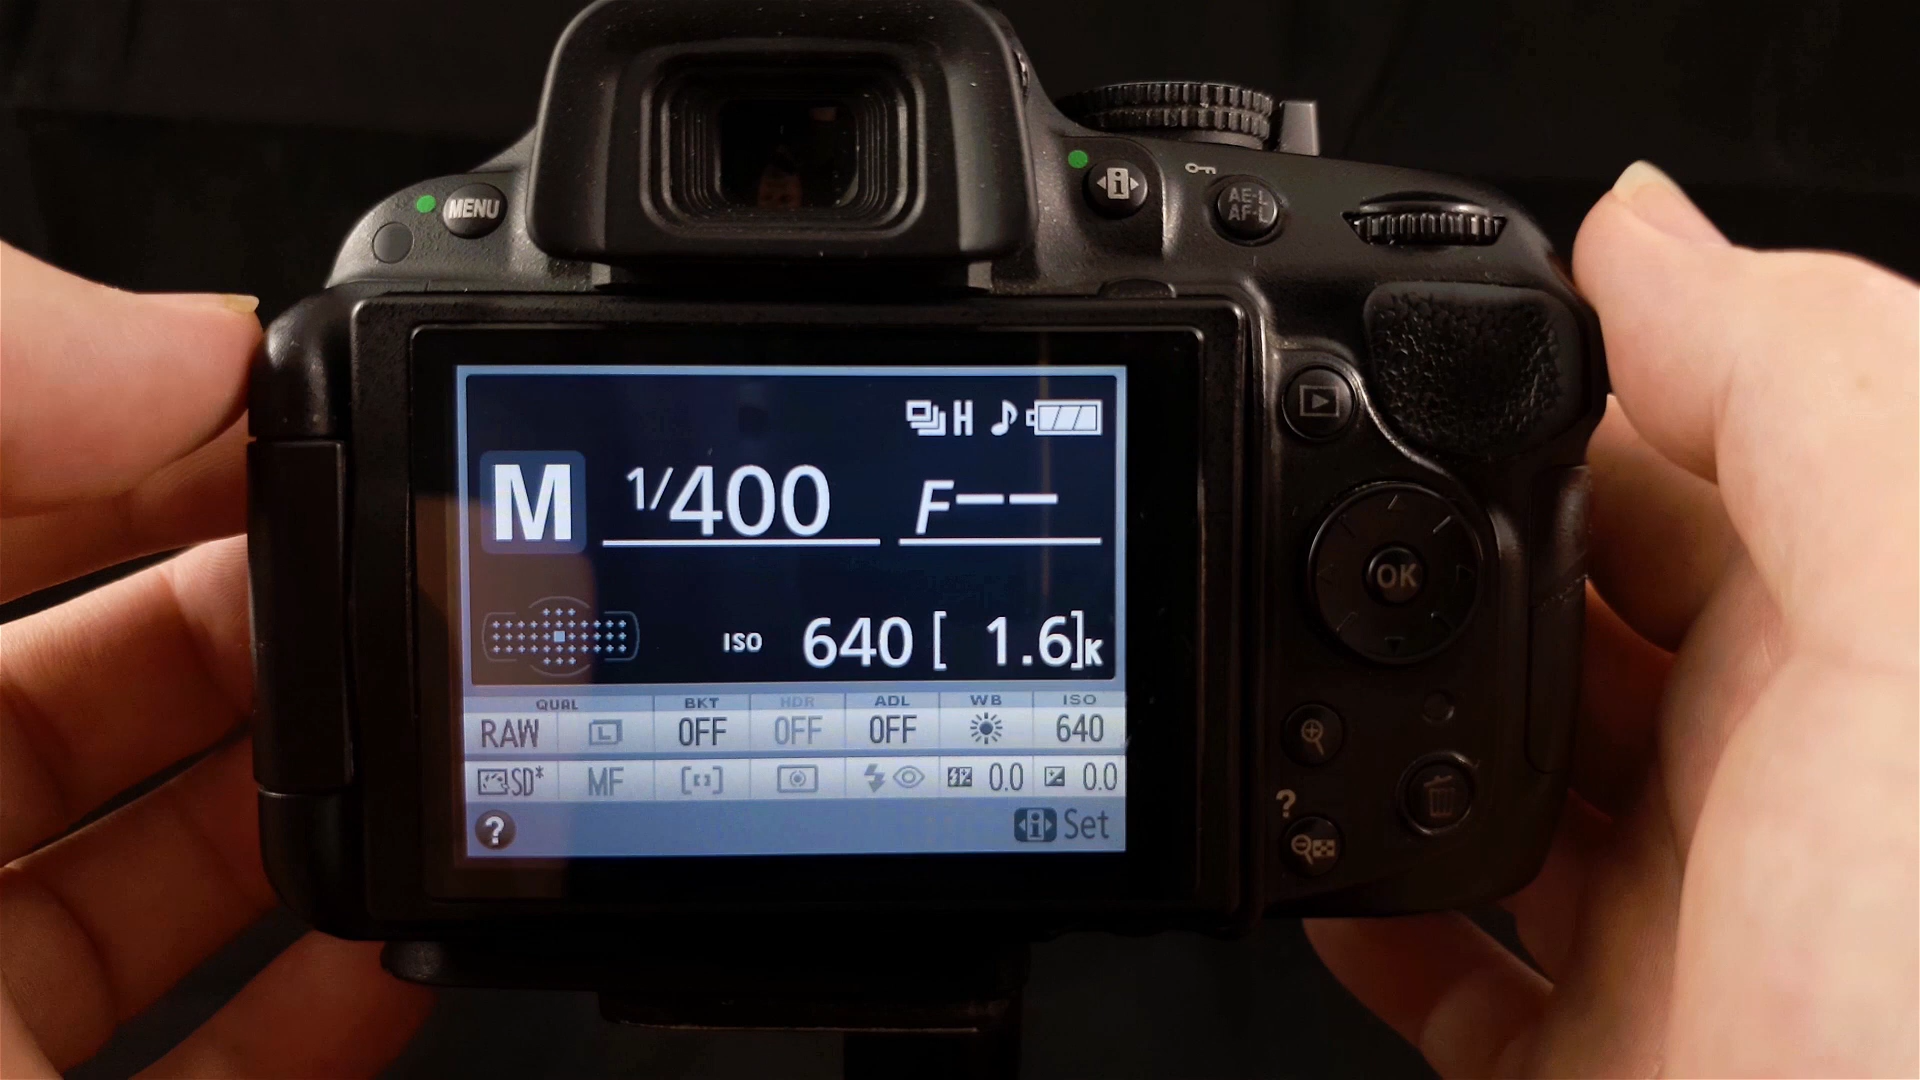 MENU
i
AE-L
AF-L
H
M 1/400 F--
ISO 640 [ 1.6]K
QUAL BKT HDR ADL WB ISO
RAW L OFF OFF OFF 640
SD* MF 0.0 0.0
? i Set
OK
?